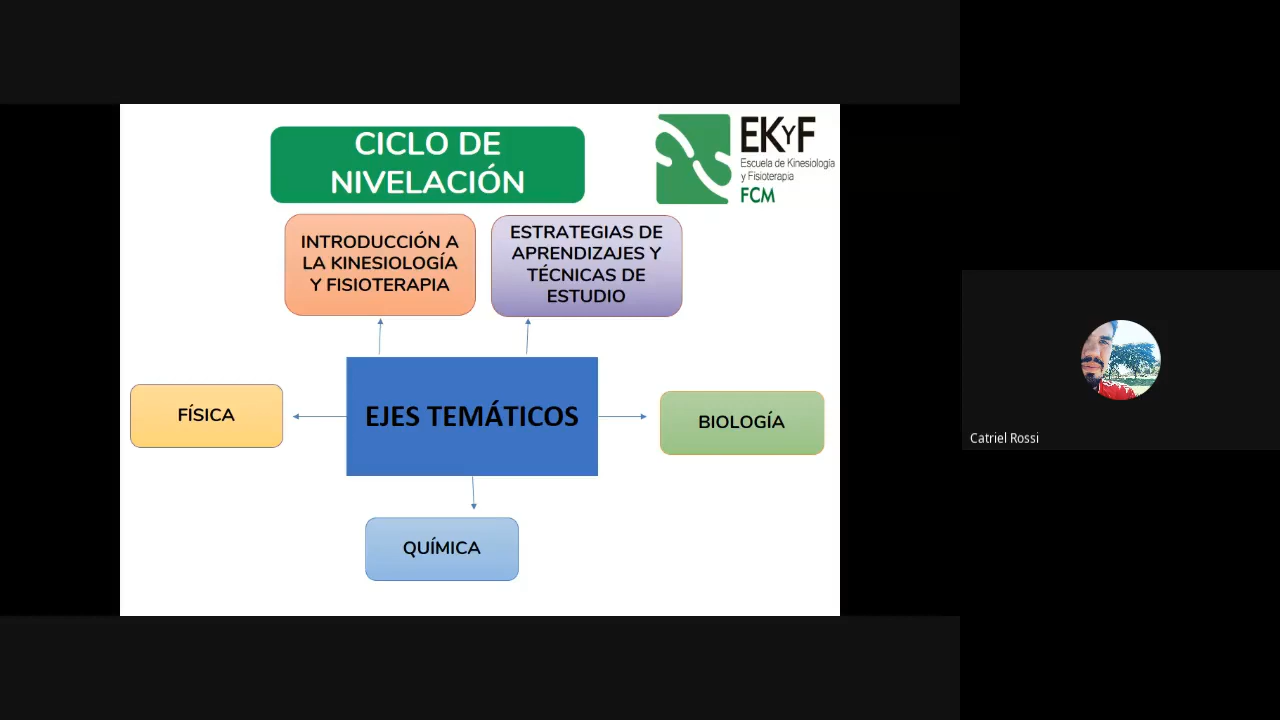 CICLO DE
NIVELACIÓN
EKYF
Escuela de Kinesiología
y Fisioterapia
FCM
INTRODUCCIÓN A
LA KINESIOLOGÍA
Y FISIOTERAPIA
ESTRATEGIAS DE
APRENDIZAJES Y
TÉCNICAS DE
ESTUDIO
FÍSICA
EJES TEMÁTICOS
BIOLOGÍA
QUÍMICA
Catriel Rossi